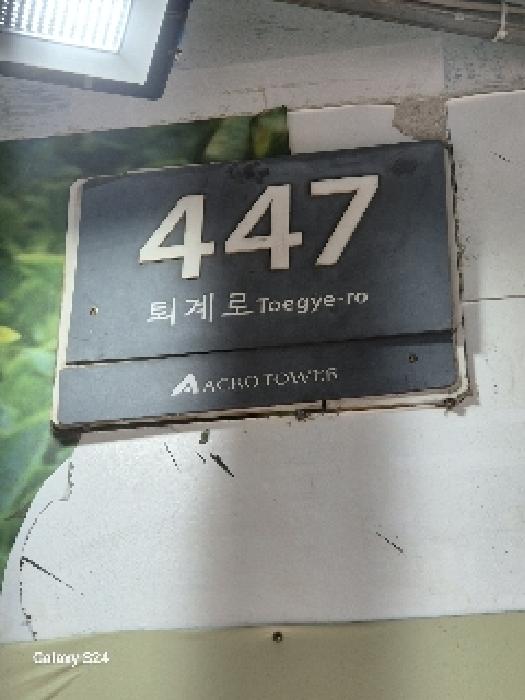 447
퇴계로 Toegye-ro
ACRO TOWER
Galaxy S24